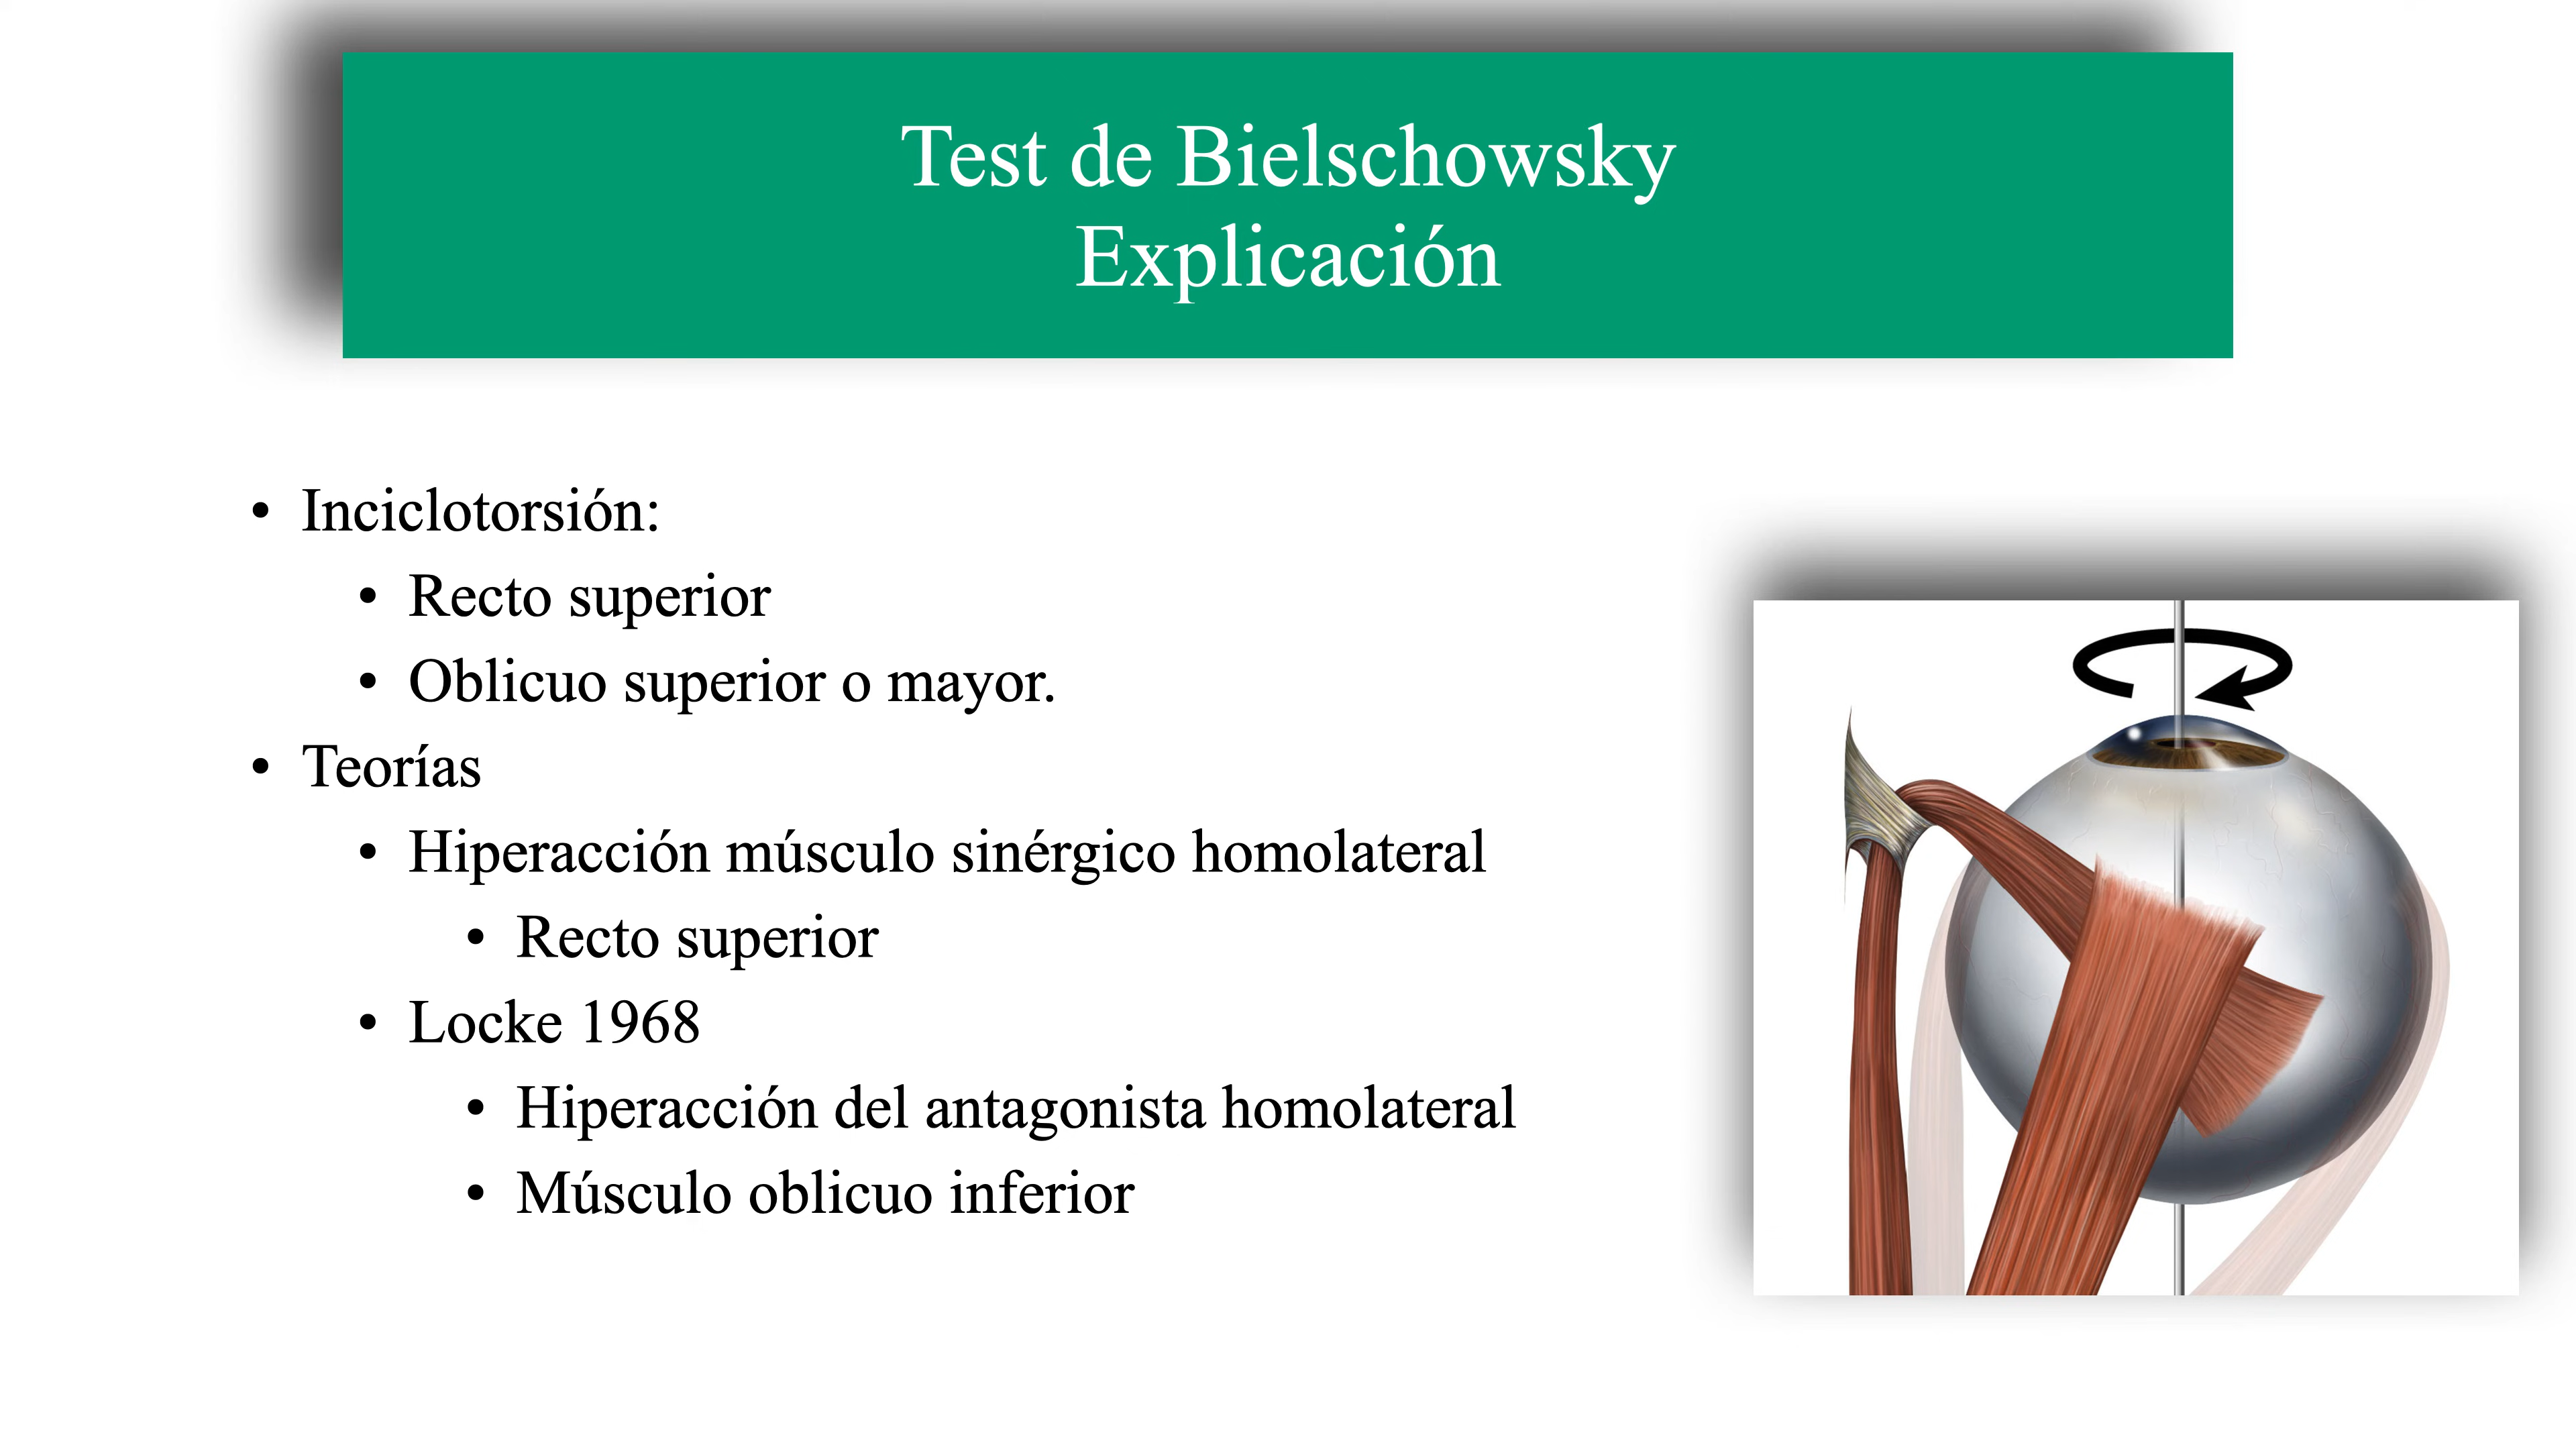 Test de Bielschowsky
Explicación
• Inciclotorsión:
• Recto superior
• Oblicuo superior o mayor.
• Teorías
• Hiperacción músculo sinérgico homolateral
• Recto superior
• Locke 1968
• Hiperacción del antagonista homolateral
• Músculo oblicuo inferior